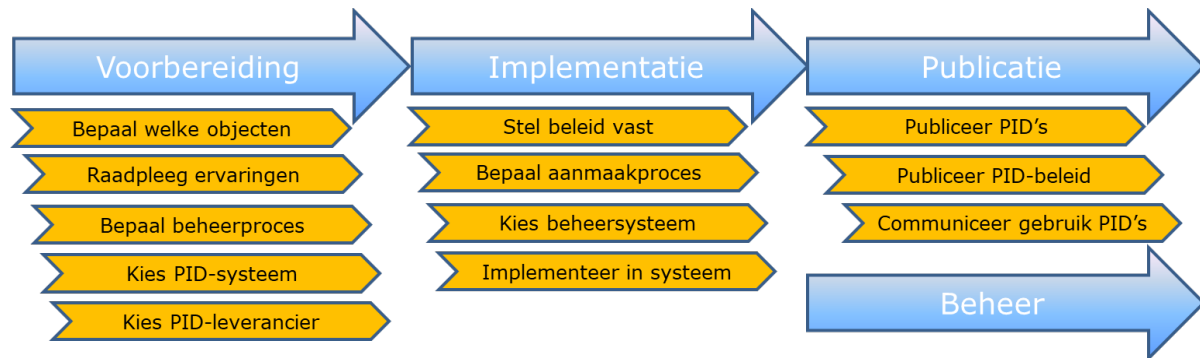 Voorbereiding
Bepaal welke objecten
Raadpleeg ervaringen
Bepaal beheerproces
Kies PID-systeem
Kies PID-leverancier
Implementatie
Stel beleid vast
Bepaal aanmaakproces
Kies beheersysteem
Implementeer in systeem
Publicatie
Publiceer PID’s
Publiceer PID-beleid
Communiceer gebruik PID’s
Beheer